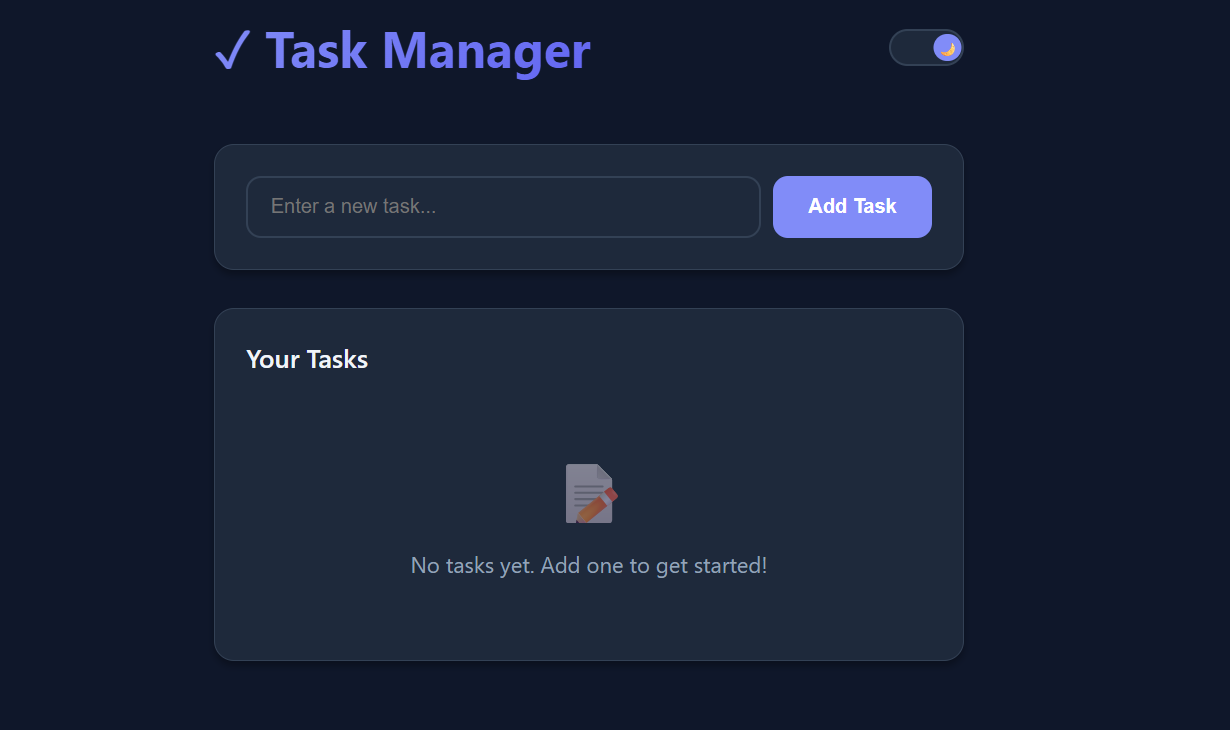 ✓ Task Manager
Enter a new task...
Add Task
Your Tasks
No tasks yet. Add one to get started!